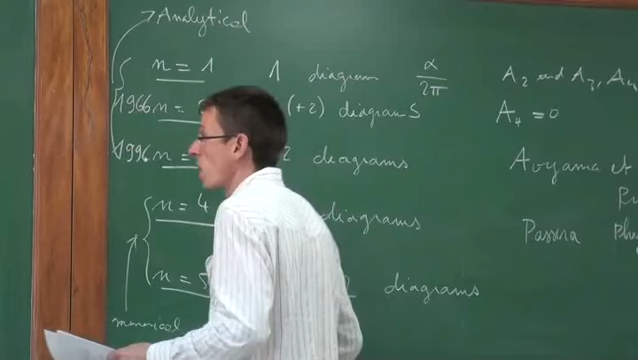 Analytical
n = 1 1 diagram α/2π A₂ and A₃,
1966 n = (+2) diagrams A₄ = 0
1996 n = 2 diagrams Aoyama et
n = 4 diagrams
Passera
n = 5 2 diagrams
numerical